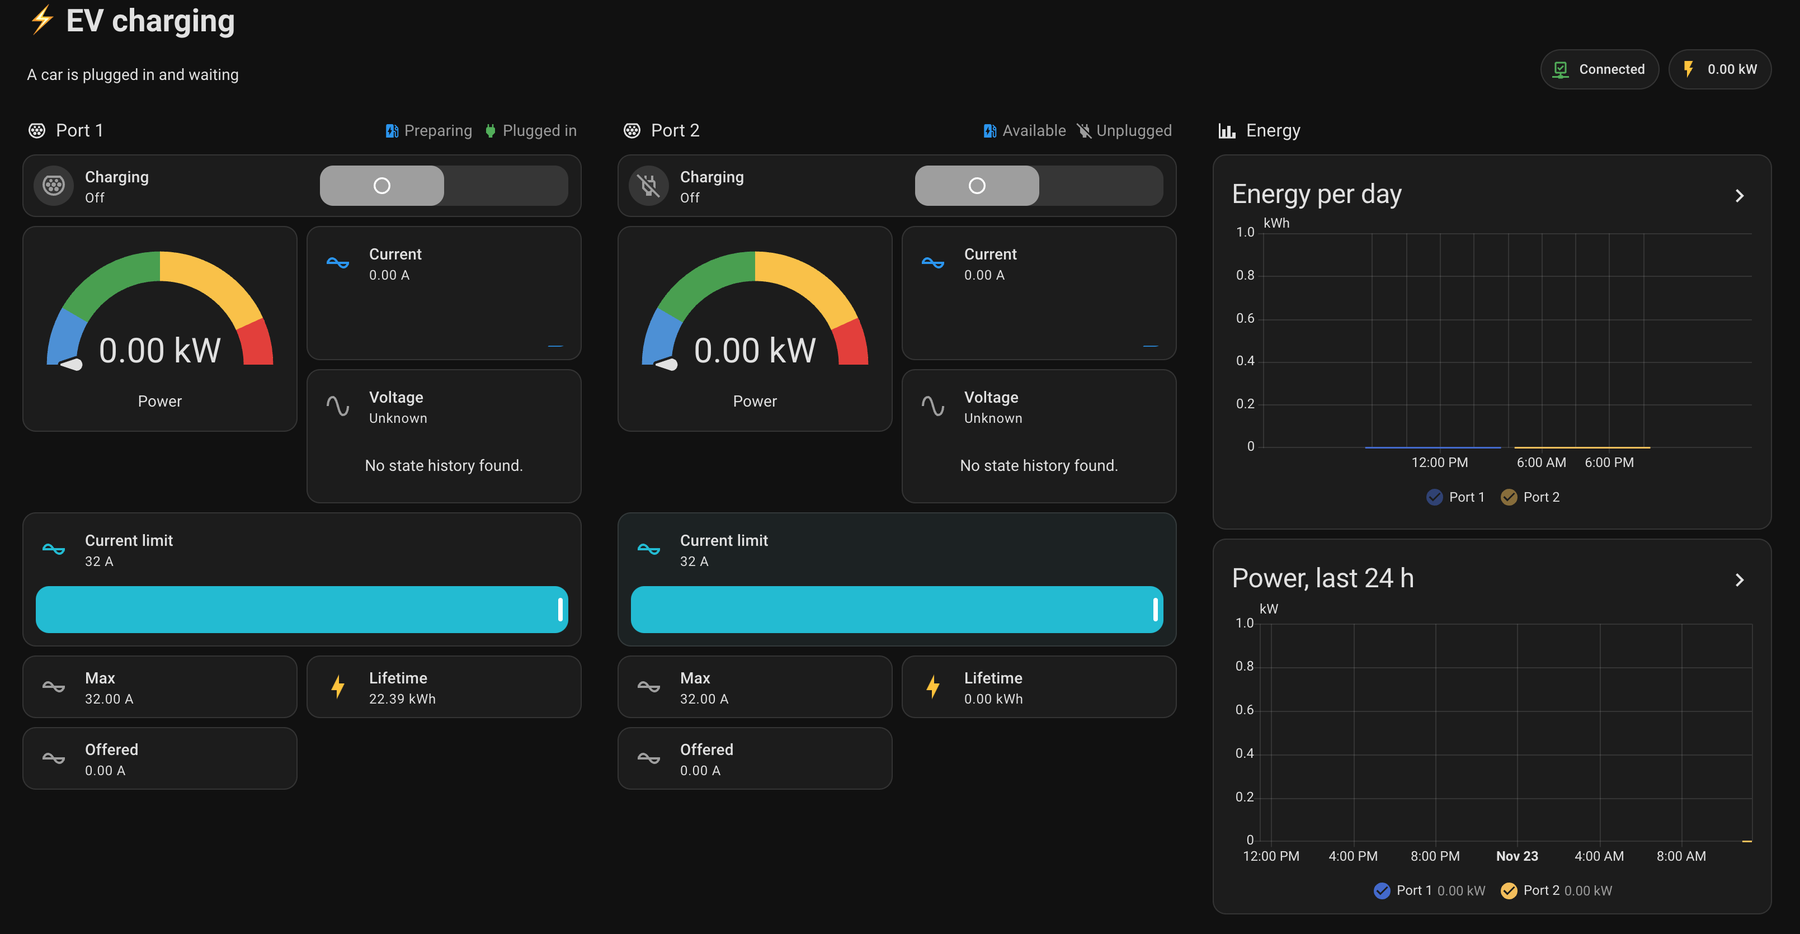 ⚡ EV charging
A car is plugged in and waiting
Connected
0.00 kW
Port 1
Preparing
Plugged in
Charging
Off
0.00 kW
Power
Current
0.00 A
Voltage
Unknown
No state history found.
Current limit
32 A
Max
32.00 A
Lifetime
22.39 kWh
Offered
0.00 A
Port 2
Available
Unplugged
Charging
Off
0.00 kW
Power
Current
0.00 A
Voltage
Unknown
No state history found.
Current limit
32 A
Max
32.00 A
Lifetime
0.00 kWh
Offered
0.00 A
Energy
Energy per day
kWh
1.0
0.8
0.6
0.4
0.2
0
12:00 PM 6:00 AM 6:00 PM
Port 1 Port 2
Power, last 24 h
kW
1.0
0.8
0.6
0.4
0.2
0
12:00 PM 4:00 PM 8:00 PM Nov 23 4:00 AM 8:00 AM
Port 1 0.00 kW Port 2 0.00 kW